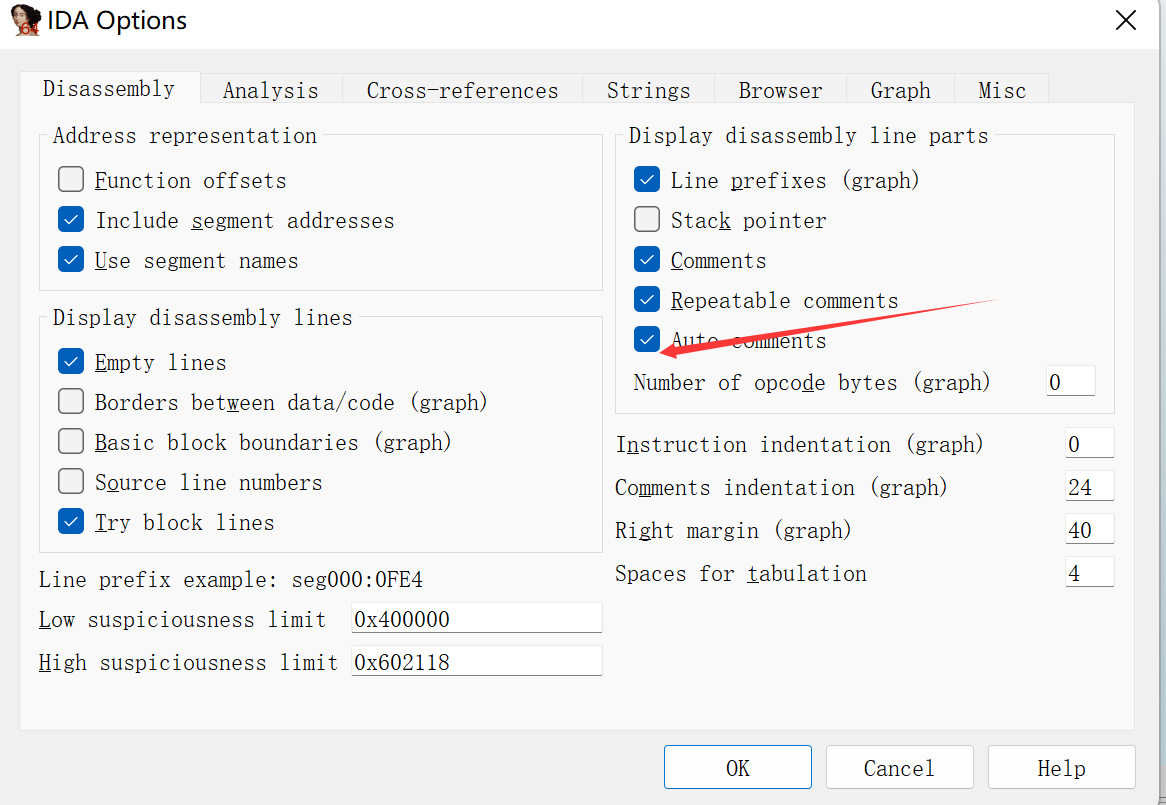 IDA Options
Disassembly Analysis Cross-references Strings Browser Graph Misc
Address representation
Function offsets
Include segment addresses
Use segment names
Display disassembly lines
Empty lines
Borders between data/code (graph)
Basic block boundaries (graph)
Source line numbers
Try block lines
Line prefix example: seg000:0FE4
Low suspiciousness limit 0x400000
High suspiciousness limit 0x602118
Display disassembly line parts
Line prefixes (graph)
Stack pointer
Comments
Repeatable comments
Auto comments
Number of opcode bytes (graph) 0
Instruction indentation (graph) 0
Comments indentation (graph) 24
Right margin (graph) 40
Spaces for tabulation 4
OK Cancel Help